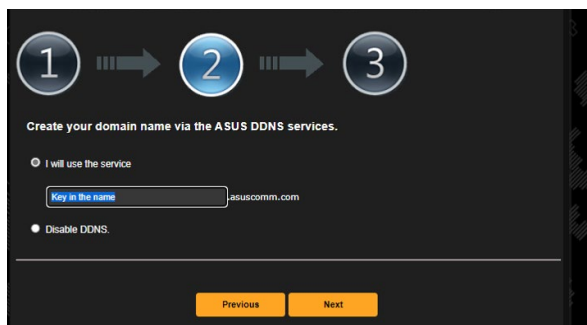 1 2 3
Create your domain name via the ASUS DDNS services.
I will use the service
Key in the name .asuscomm.com
Disable DDNS.
Previous Next